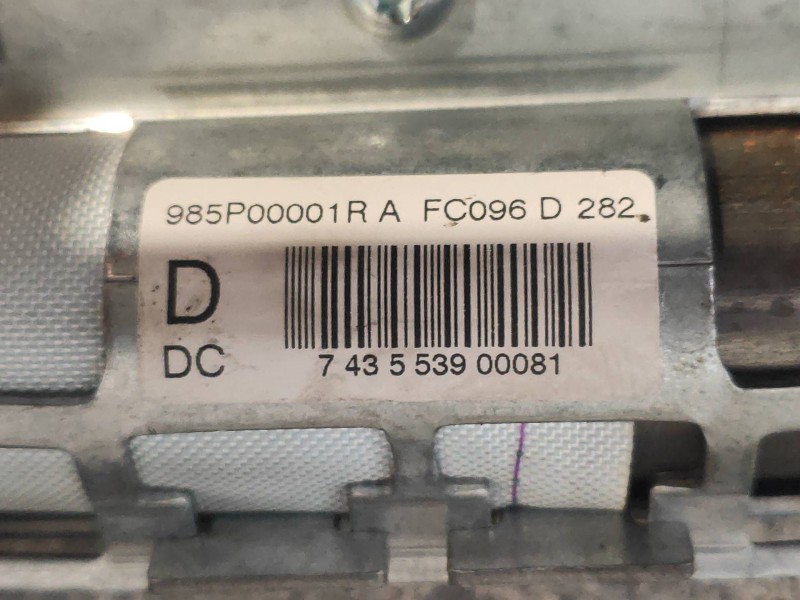 985P00001R A FC096 D 282
D
DC
7 43 5 539 00081